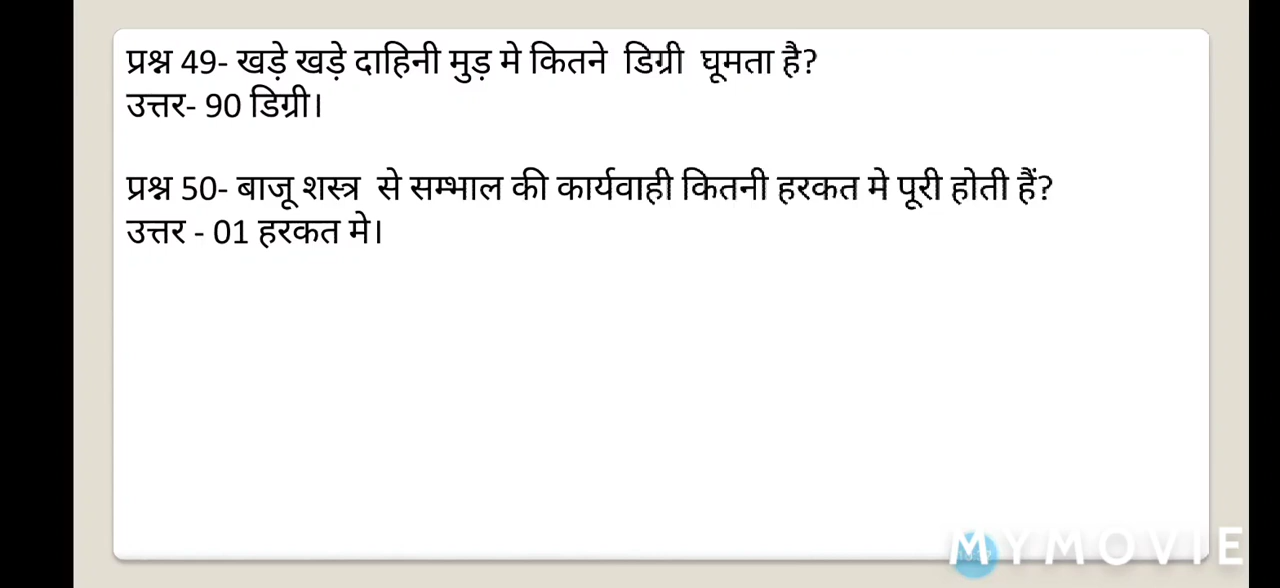 प्रश्न 49- खड़े खड़े दाहिनी मुड़ मे कितने डिग्री घूमता है?
उत्तर- 90 डिग्री।
प्रश्न 50- बाजू शस्त्र से सम्भाल की कार्यवाही कितनी हरकत मे पूरी होती हैं?
उत्तर - 01 हरकत मे।
MYMOVIE